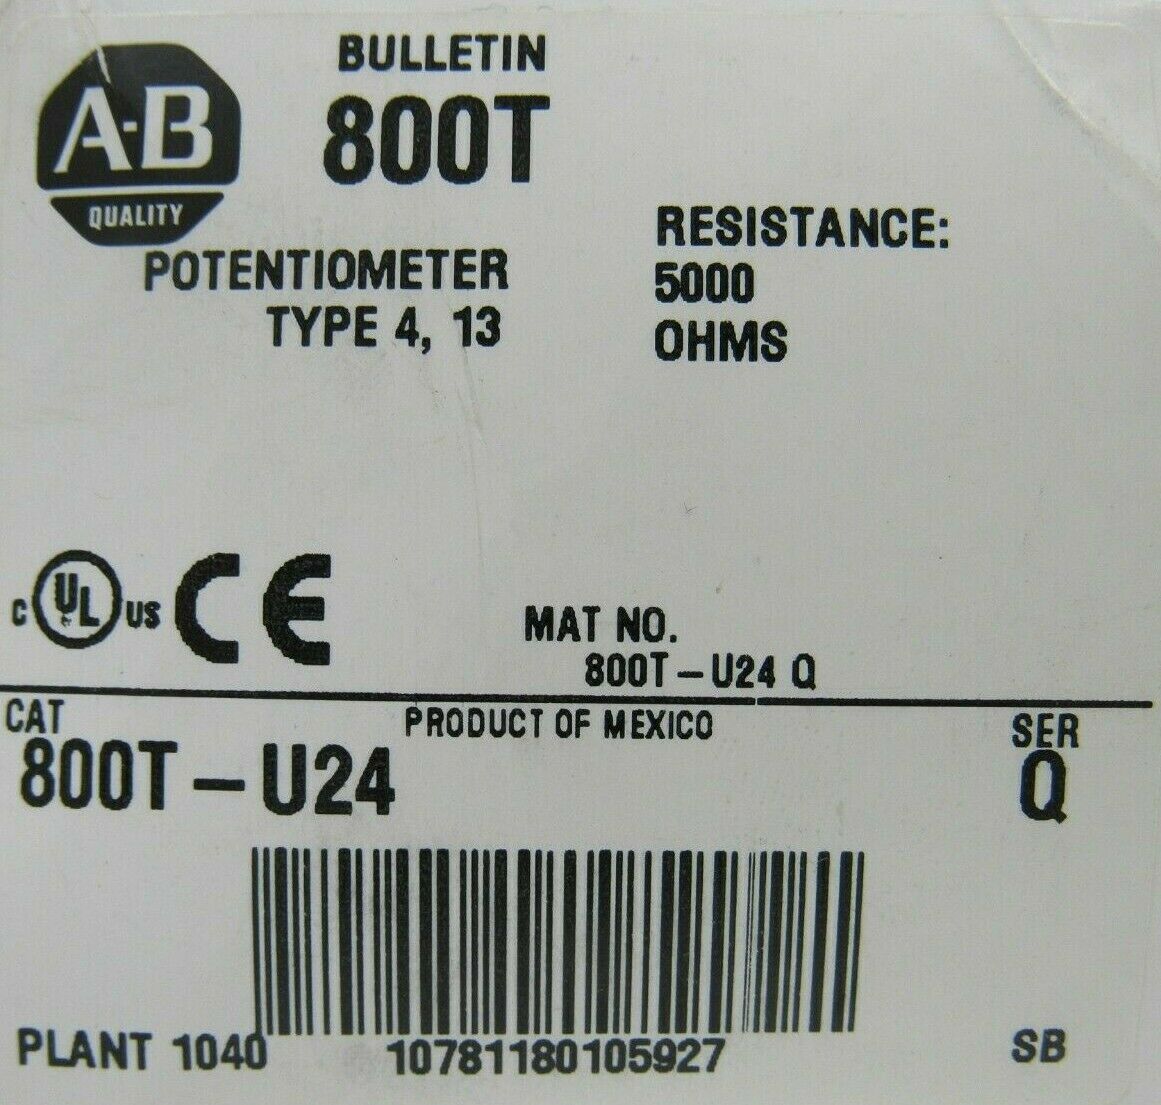 A-B
QUALITY
BULLETIN
800T
POTENTIOMETER
TYPE 4, 13
RESISTANCE:
5000
OHMS
C UL US CE
MAT NO.
800T-U24 Q
CAT
800T-U24
PRODUCT OF MEXICO
SER
Q
PLANT 1040
10781180105927
SB